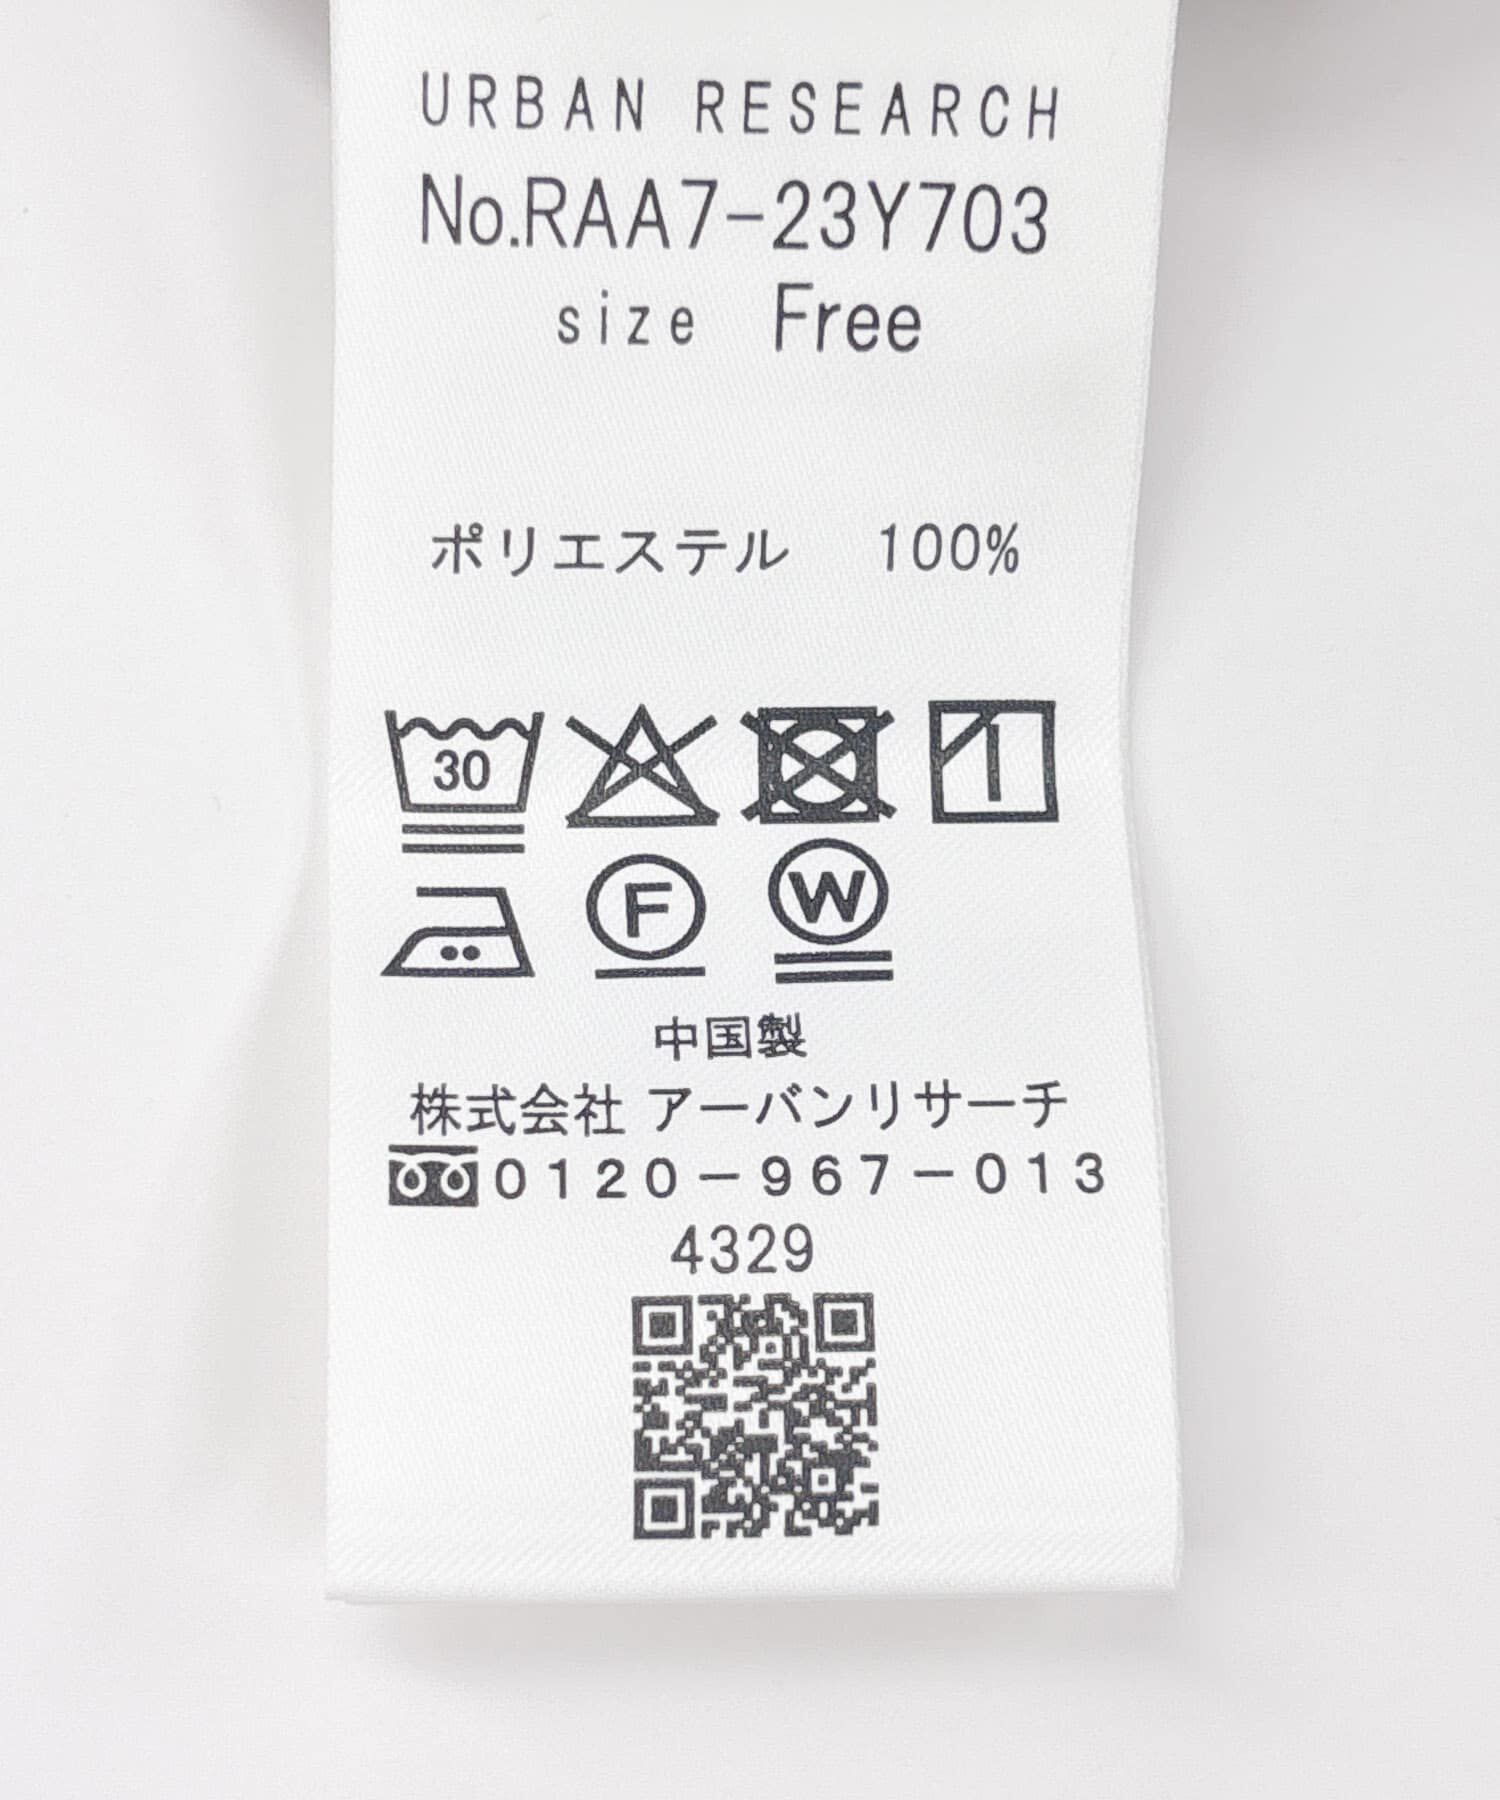 URBAN RESEARCH
No.RAA7-23Y703
size Free
ポリエステル 100%
30
F W
中国製
株式会社 アーバンリサーチ
0120-967-013
4329